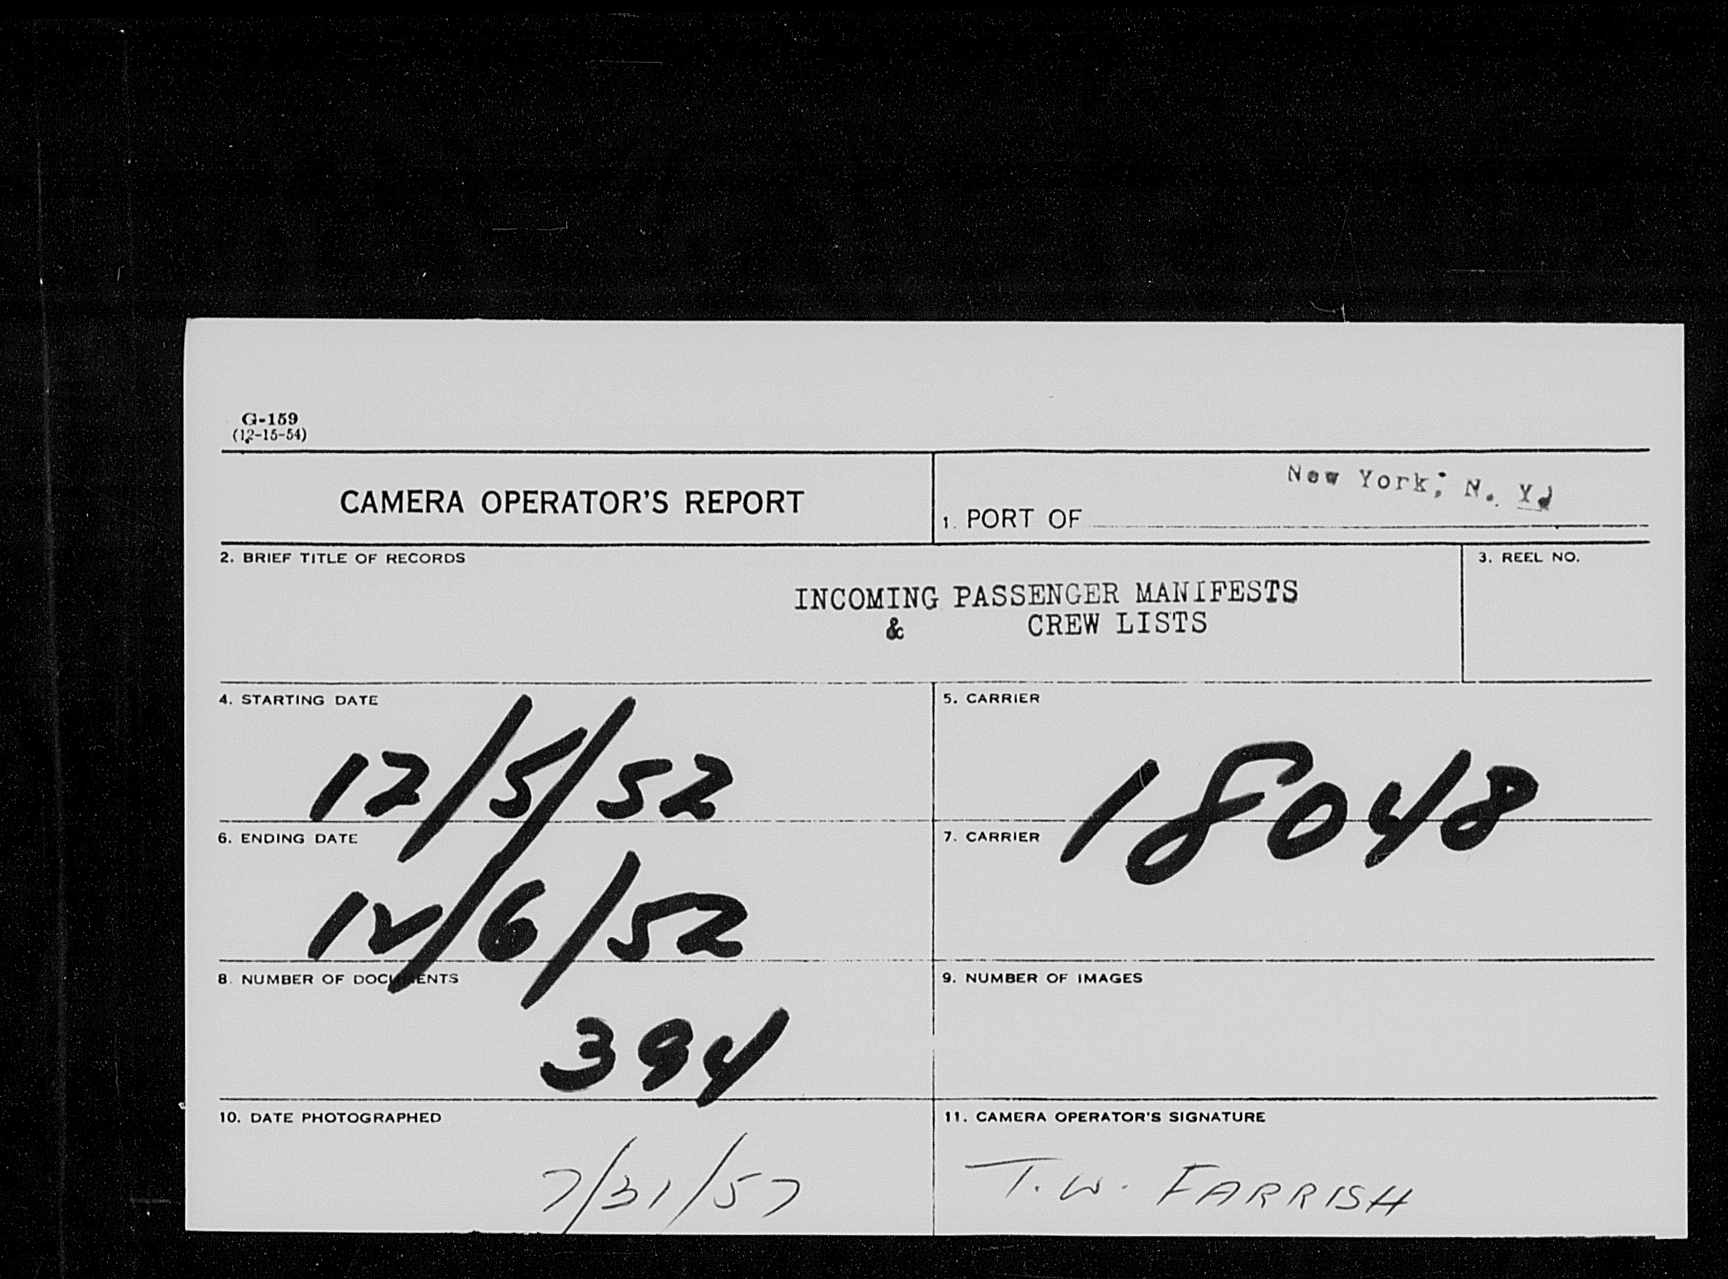 G-159
(12-15-54)
CAMERA OPERATOR'S REPORT
1. PORT OF New York, N. Y.
2. BRIEF TITLE OF RECORDS
3. REEL NO.
INCOMING PASSENGER MANIFESTS
& CREW LISTS
4. STARTING DATE
12/5/52
5. CARRIER
18048
6. ENDING DATE
12/6/52
7. CARRIER
8. NUMBER OF DOCUMENTS
394
9. NUMBER OF IMAGES
10. DATE PHOTOGRAPHED
7/31/57
11. CAMERA OPERATOR'S SIGNATURE
T. W. FARRISH